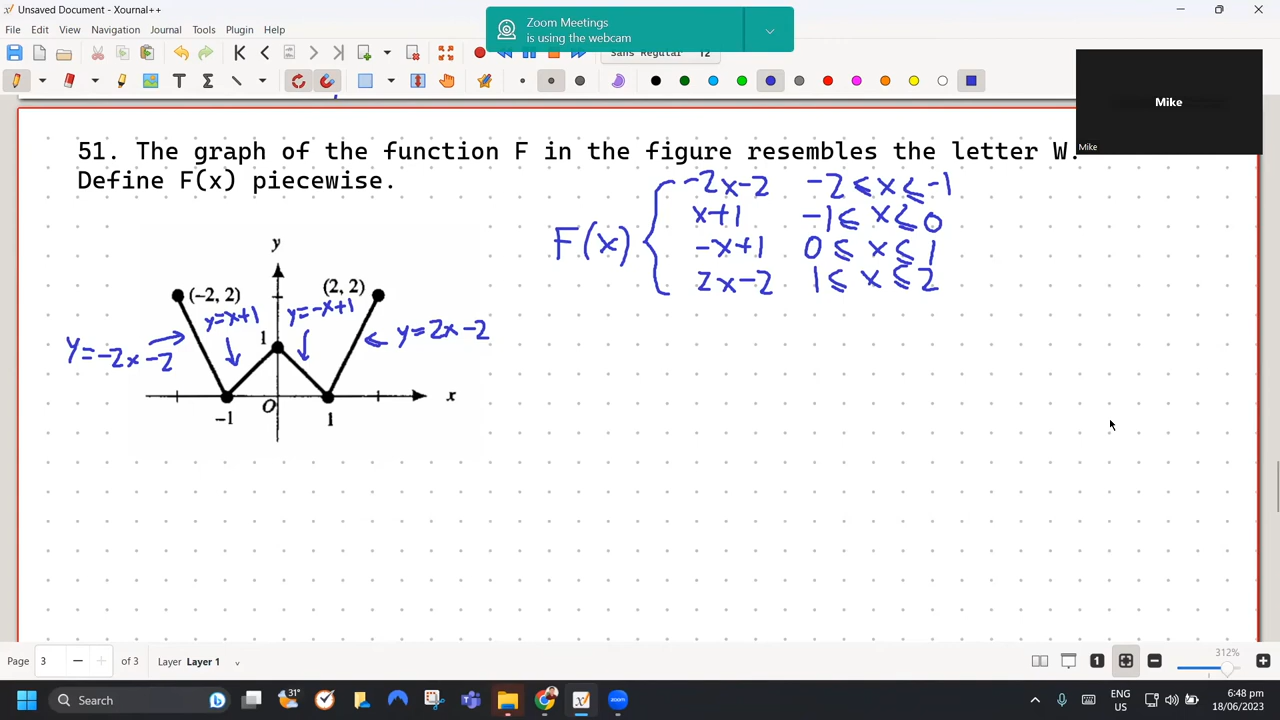 Unsaved Document - Xournal++
Zoom Meetings
is using the webcam
File Edit View Navigation Journal Tools Plugin Help
Sans Regular 12
Mike
Mike
51. The graph of the function F in the figure resembles the letter W.
Define F(x) piecewise.
F(x) {
-2x-2 -2 ≤ x ≤ -1
x+1 -1 ≤ x ≤ 0
-x+1 0 ≤ x ≤ 1
2x-2 1 ≤ x ≤ 2
y
(-2, 2) (2, 2)
y=x+1 y=-x+1
1 y=2x-2
y=-2x-2
O x
-1 1
Page 3 of 3 Layer Layer 1
312%
1
Search
31°
zoom
ENG
US
6:48 pm
18/06/2023